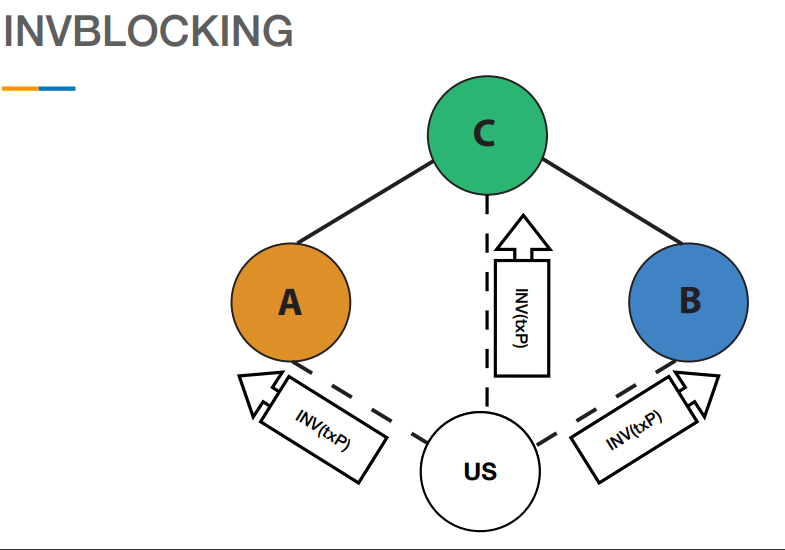 INVBLOCKING
C
A
B
INV(txP)
INV(txP)
INV(txP)
US